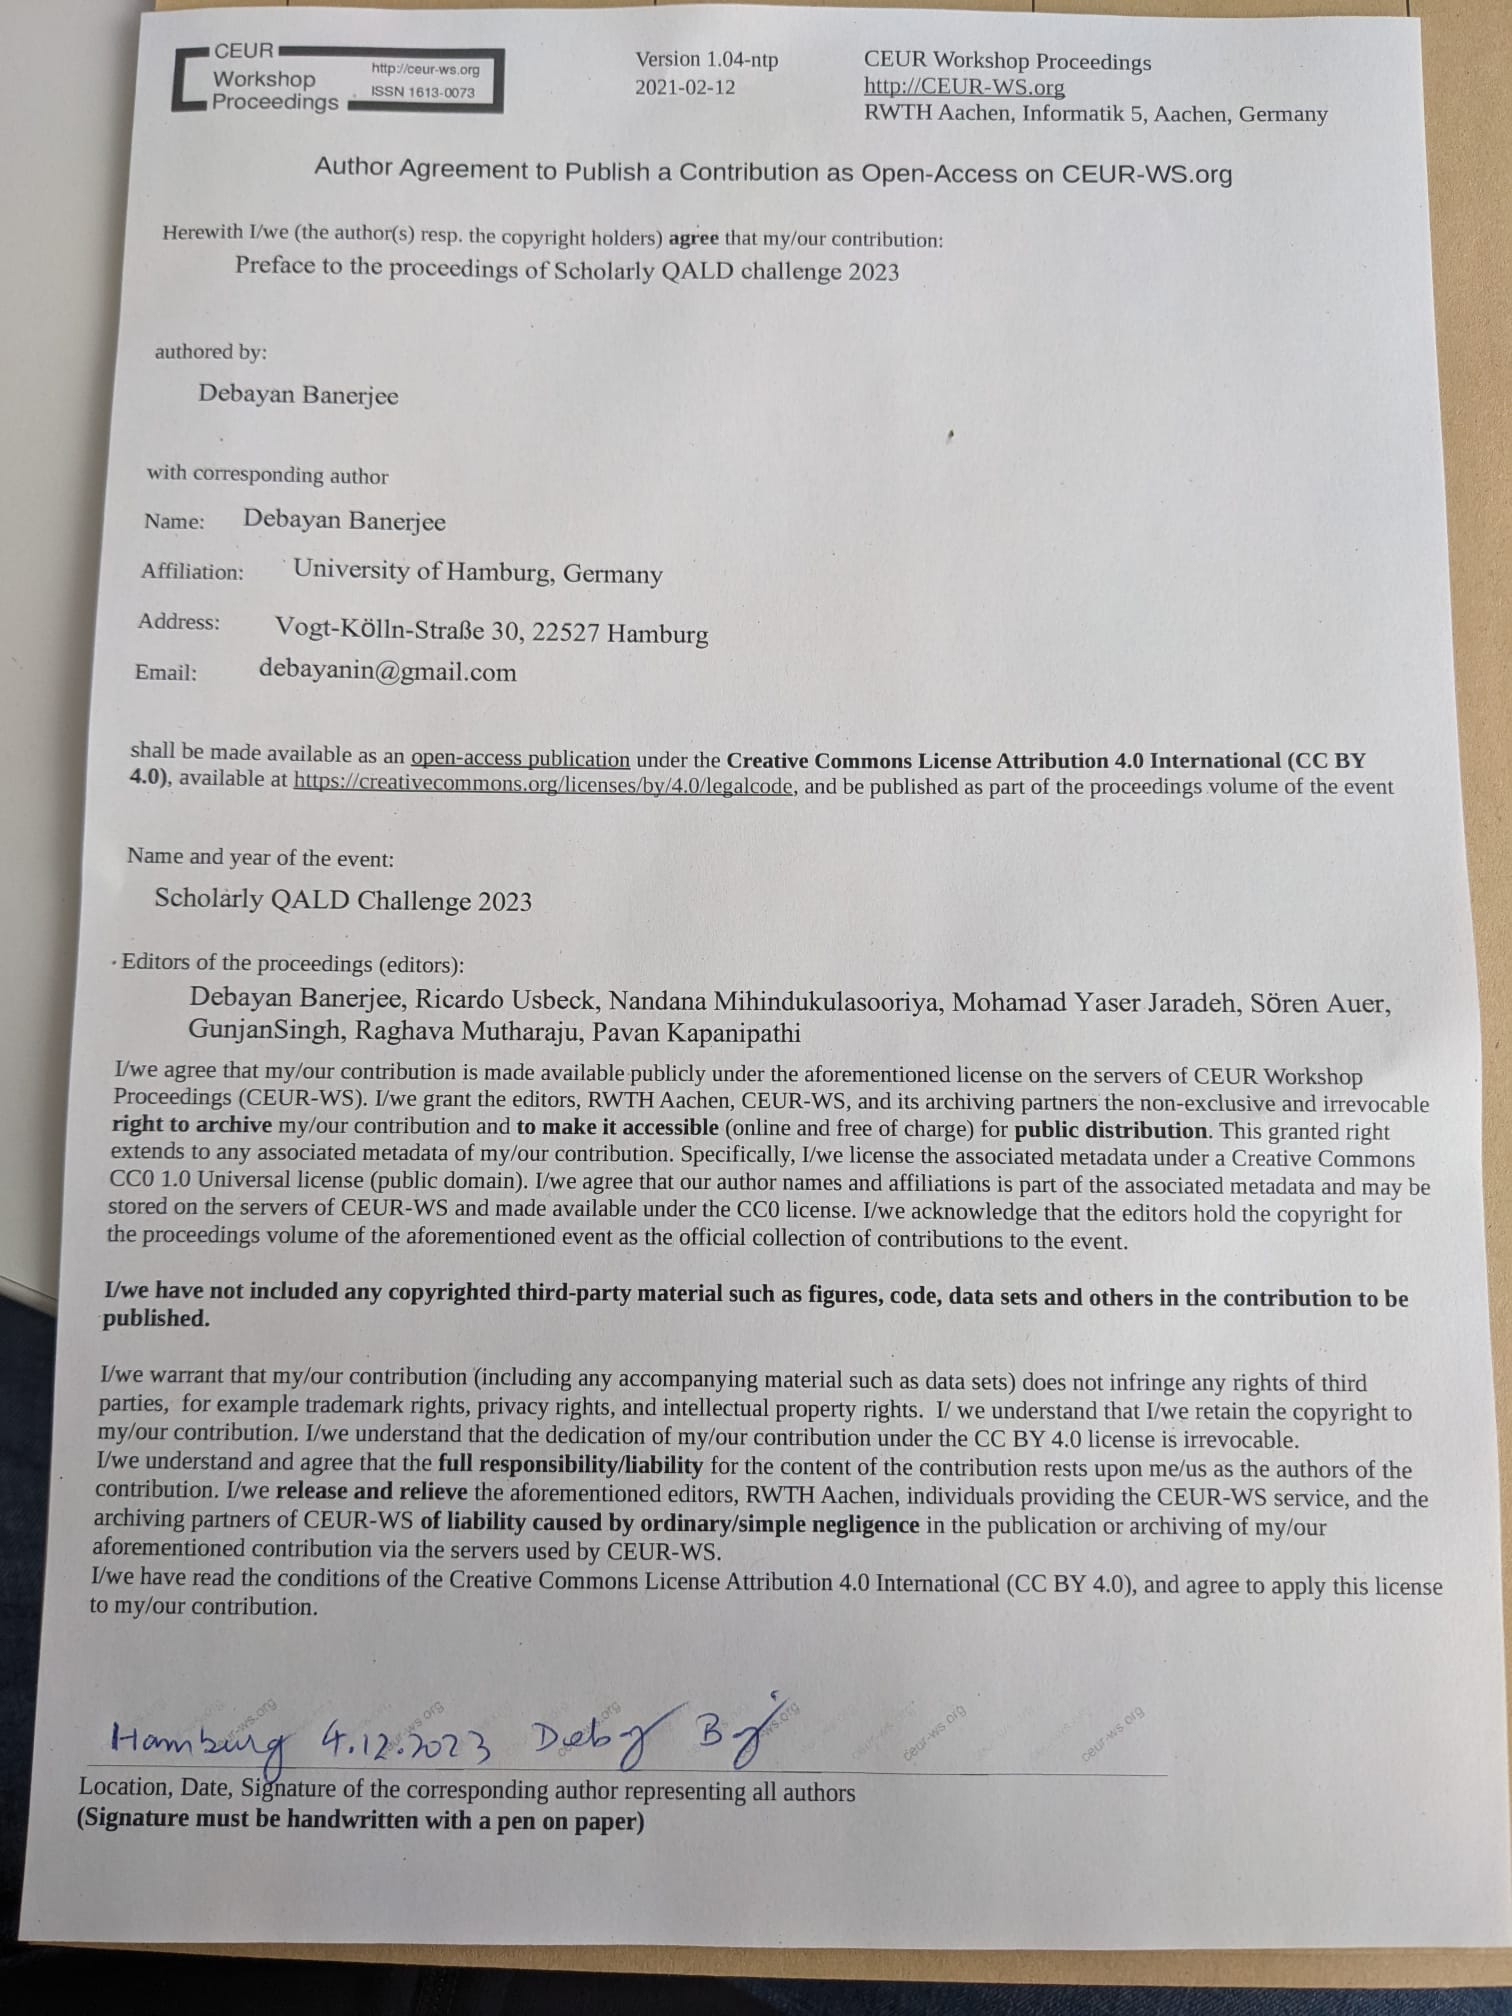 CEUR
Workshop
Proceedings
http://ceur-ws.org
ISSN 1613-0073
Version 1.04-ntp
2021-02-12
CEUR Workshop Proceedings
http://CEUR-WS.org
RWTH Aachen, Informatik 5, Aachen, Germany
Author Agreement to Publish a Contribution as Open-Access on CEUR-WS.org
Herewith I/we (the author(s) resp. the copyright holders) agree that my/our contribution:
Preface to the proceedings of Scholarly QALD challenge 2023
authored by:
Debayan Banerjee
with corresponding author
Name: Debayan Banerjee
Affiliation: University of Hamburg, Germany
Address: Vogt-Kölln-Straße 30, 22527 Hamburg
Email: debayanin@gmail.com
shall be made available as an open-access publication under the Creative Commons License Attribution 4.0 International (CC BY
4.0), available at https://creativecommons.org/licenses/by/4.0/legalcode, and be published as part of the proceedings volume of the event
Name and year of the event:
Scholarly QALD Challenge 2023
Editors of the proceedings (editors):
Debayan Banerjee, Ricardo Usbeck, Nandana Mihindukulasooriya, Mohamad Yaser Jaradeh, Sören Auer,
GunjanSingh, Raghava Mutharaju, Pavan Kapanipathi
I/we agree that my/our contribution is made available publicly under the aforementioned license on the servers of CEUR Workshop
Proceedings (CEUR-WS). I/we grant the editors, RWTH Aachen, CEUR-WS, and its archiving partners the non-exclusive and irrevocable
right to archive my/our contribution and to make it accessible (online and free of charge) for public distribution. This granted right
extends to any associated metadata of my/our contribution. Specifically, I/we license the associated metadata under a Creative Commons
CC0 1.0 Universal license (public domain). I/we agree that our author names and affiliations is part of the associated metadata and may be
stored on the servers of CEUR-WS and made available under the CC0 license. I/we acknowledge that the editors hold the copyright for
the proceedings volume of the aforementioned event as the official collection of contributions to the event.
I/we have not included any copyrighted third-party material such as figures, code, data sets and others in the contribution to be
published.
I/we warrant that my/our contribution (including any accompanying material such as data sets) does not infringe any rights of third
parties, for example trademark rights, privacy rights, and intellectual property rights. I/ we understand that I/we retain the copyright to
my/our contribution. I/we understand that the dedication of my/our contribution under the CC BY 4.0 license is irrevocable.
I/we understand and agree that the full responsibility/liability for the content of the contribution rests upon me/us as the authors of the
contribution. I/we release and relieve the aforementioned editors, RWTH Aachen, individuals providing the CEUR-WS service, and the
archiving partners of CEUR-WS of liability caused by ordinary/simple negligence in the publication or archiving of my/our
aforementioned contribution via the servers used by CEUR-WS.
I/we have read the conditions of the Creative Commons License Attribution 4.0 International (CC BY 4.0), and agree to apply this license
to my/our contribution.
Hamburg 4.12.2023
ceur-ws.org ceur-ws.org
Location, Date, Signature of the corresponding author representing all authors
(Signature must be handwritten with a pen on paper)